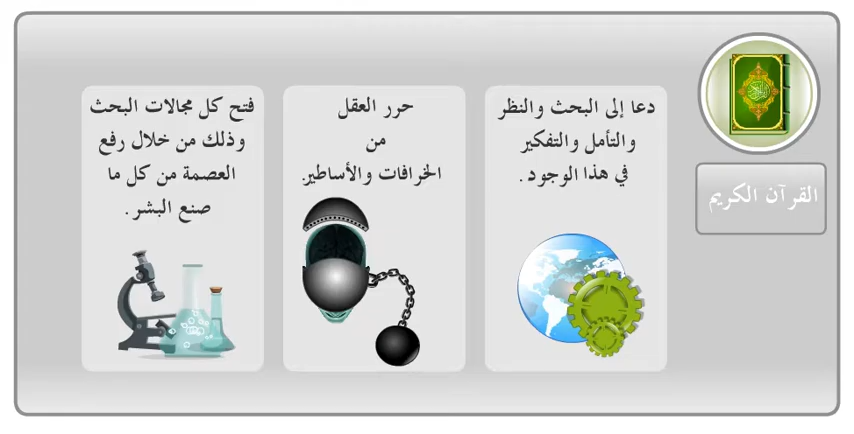 القرآن الكريم
دعا إلى البحث والنظر
والتأمل والتفكير
في هذا الوجود.
حرر العقل
من
الخرافات والأساطير.
فتح كل مجالات البحث
وذلك من خلال رفع
العصمة من كل ما
صنع البشر.